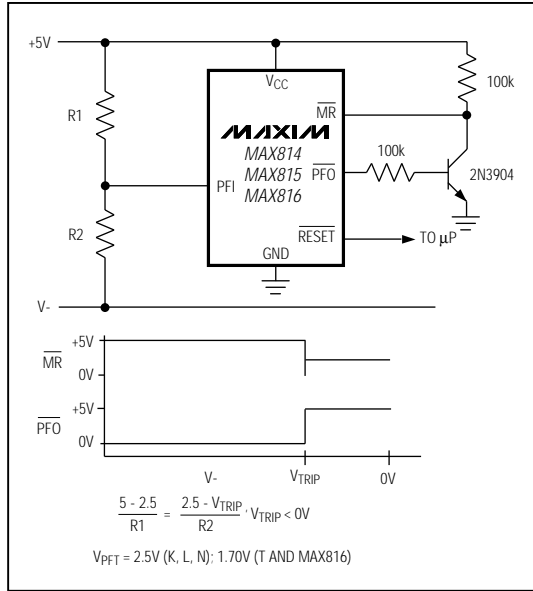 +5V
VCC
100k
R1
MR
MAXIM
MAX814
MAX815
MAX816
100k
PFI
PFO
2N3904
R2
RESET
TO μP
GND
V-
+5V
MR
0V
+5V
PFO
0V
V-
VTRIP
0V
5 - 2.5
R1
=
2.5 - VTRIP
R2
, VTRIP < 0V
VPFT = 2.5V (K, L, N); 1.70V (T AND MAX816)